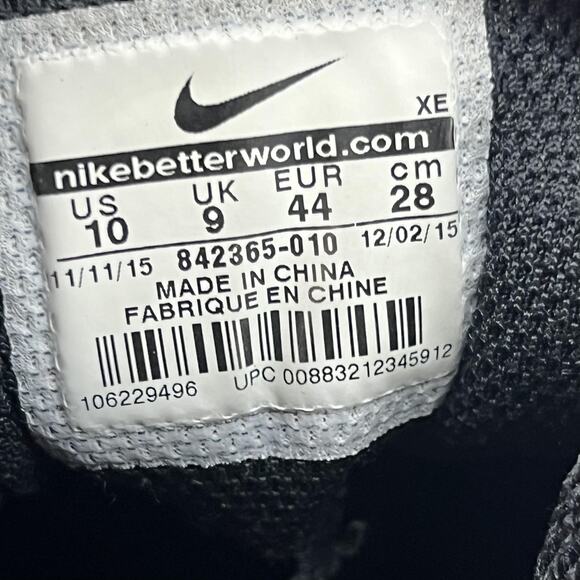 XE
nikebetterworld.com
US UK EUR cm
10 9 44 28
11/11/15 842365-010 12/02/15
MADE IN CHINA
FABRIQUE EN CHINE
106229496 UPC 00883212345912